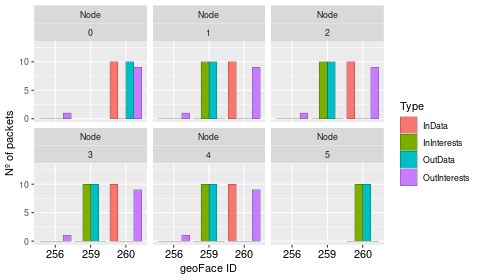 Node
Node
Node
0
1
2
10
5
0
Node
Node
Node
3
4
5
10
5
0
256
259
260
256
259
260
256
259
260
geoFace ID
Nº of packets
Type
InData
InInterests
OutData
OutInterests